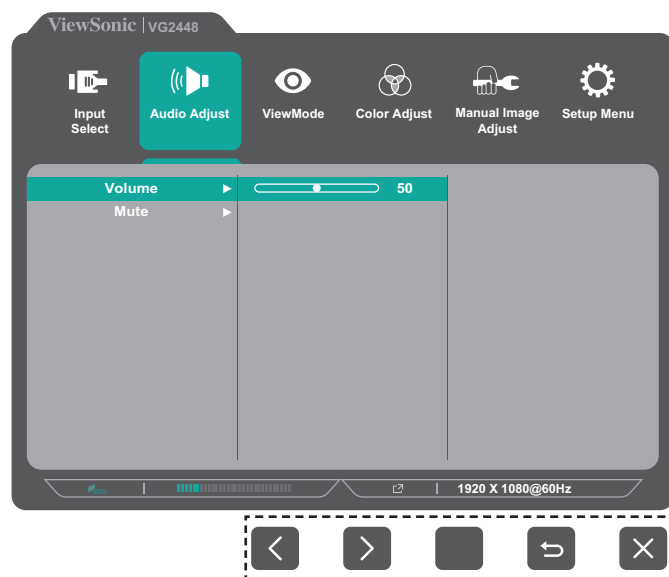 ViewSonic | VG2448
Input
Select
Audio Adjust
ViewMode
Color Adjust
Manual Image
Adjust
Setup Menu
Volume
50
Mute
eco
1920 X 1080@60Hz